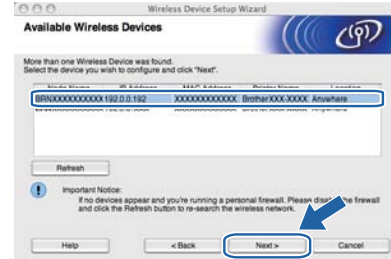 Wireless Device Setup Wizard
Available Wireless Devices
More than one Wireless Device was found.
Select the device you wish to configure and click "Next".
Node Name IP Address MAC Address Printer Name Location
BRNXXXXXXXXXX 192.0.0.192 XXXXXXXXXXXX Brother XXX-XXXX Anywhere
Refresh
Important Notice:
If no devices appear and you're running a personal firewall. Please the firewall
and click the Refresh button to re-search the wireless network.
Help < Back Next > Cancel